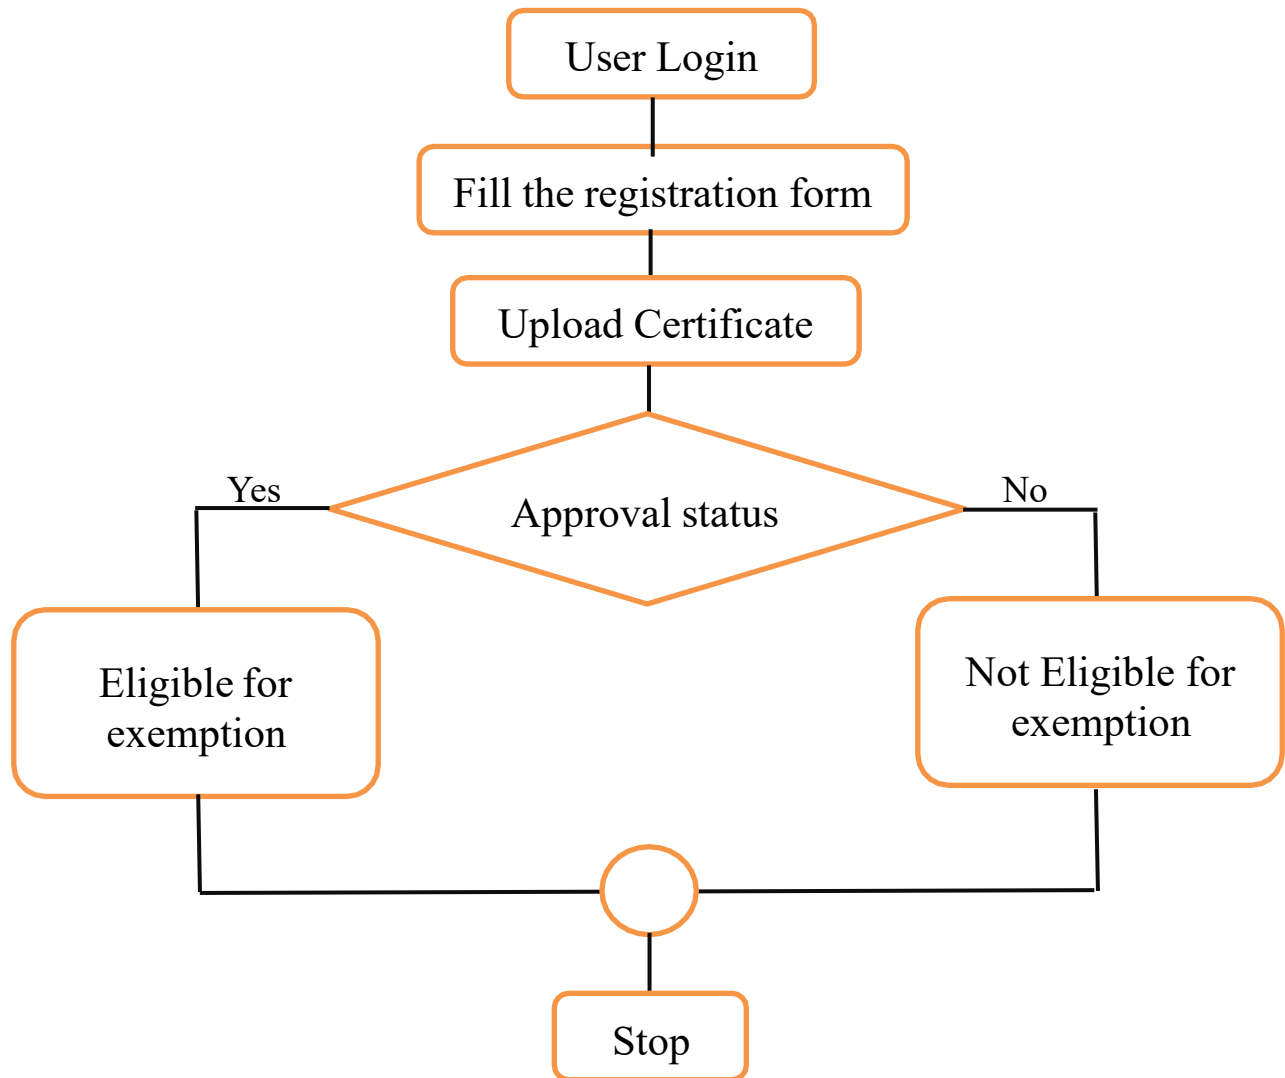 User Login
Fill the registration form
Upload Certificate
Yes
No
Approval status
Eligible for
exemption
Not Eligible for
exemption
Stop